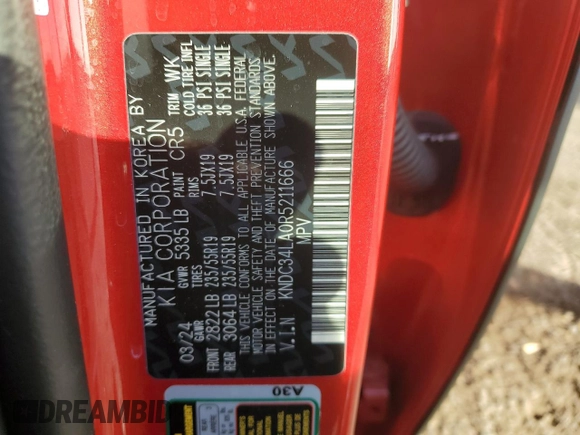 MANUFACTURED IN KOREA BY
KIA CORPORATION
03/24 GVWR 5335 LB PAINT CR5 TRIM WK
GAWR TIRES RIMS COLD TIRE INFL
FRONT 2822 LB 235/55R19 7.5JX19 36 PSI SINGLE
REAR 3064 LB 235/55R19 7.5JX19 36 PSI SINGLE
THIS VEHICLE CONFORMS TO ALL APPLICABLE U.S.A. FEDERAL
MOTOR VEHICLE SAFETY AND THEFT PREVENTION STANDARDS
IN EFFECT ON THE DATE OF MANUFACTURE SHOWN ABOVE.
V.I.N KNDC34LA0R5211666
MPV
A30
DREAMBID